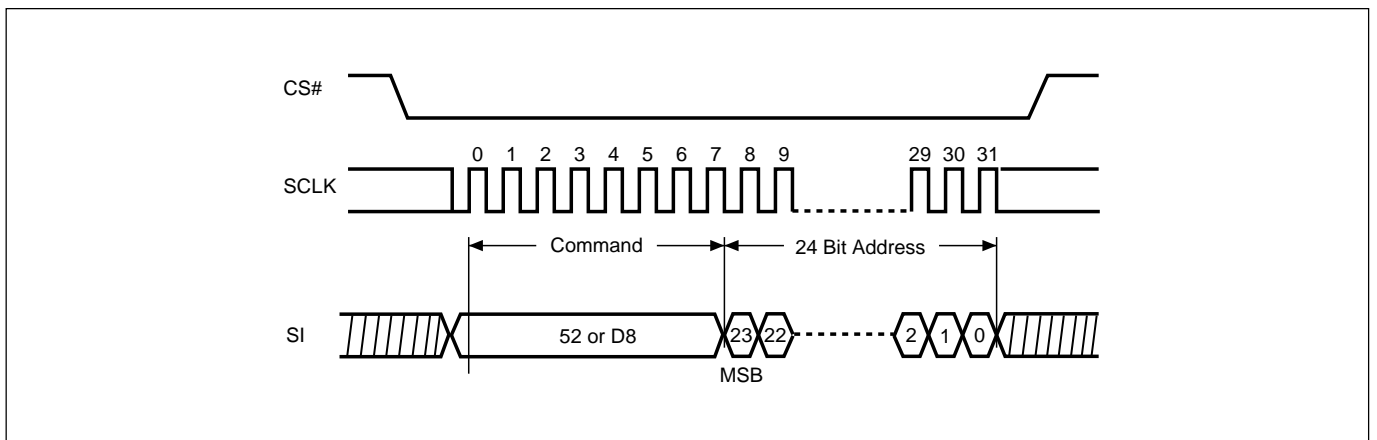 CS#
0 1 2 3 4 5 6 7 8 9 29 30 31
SCLK
Command 24 Bit Address
SI 52 or D8 23 22 2 1 0
MSB